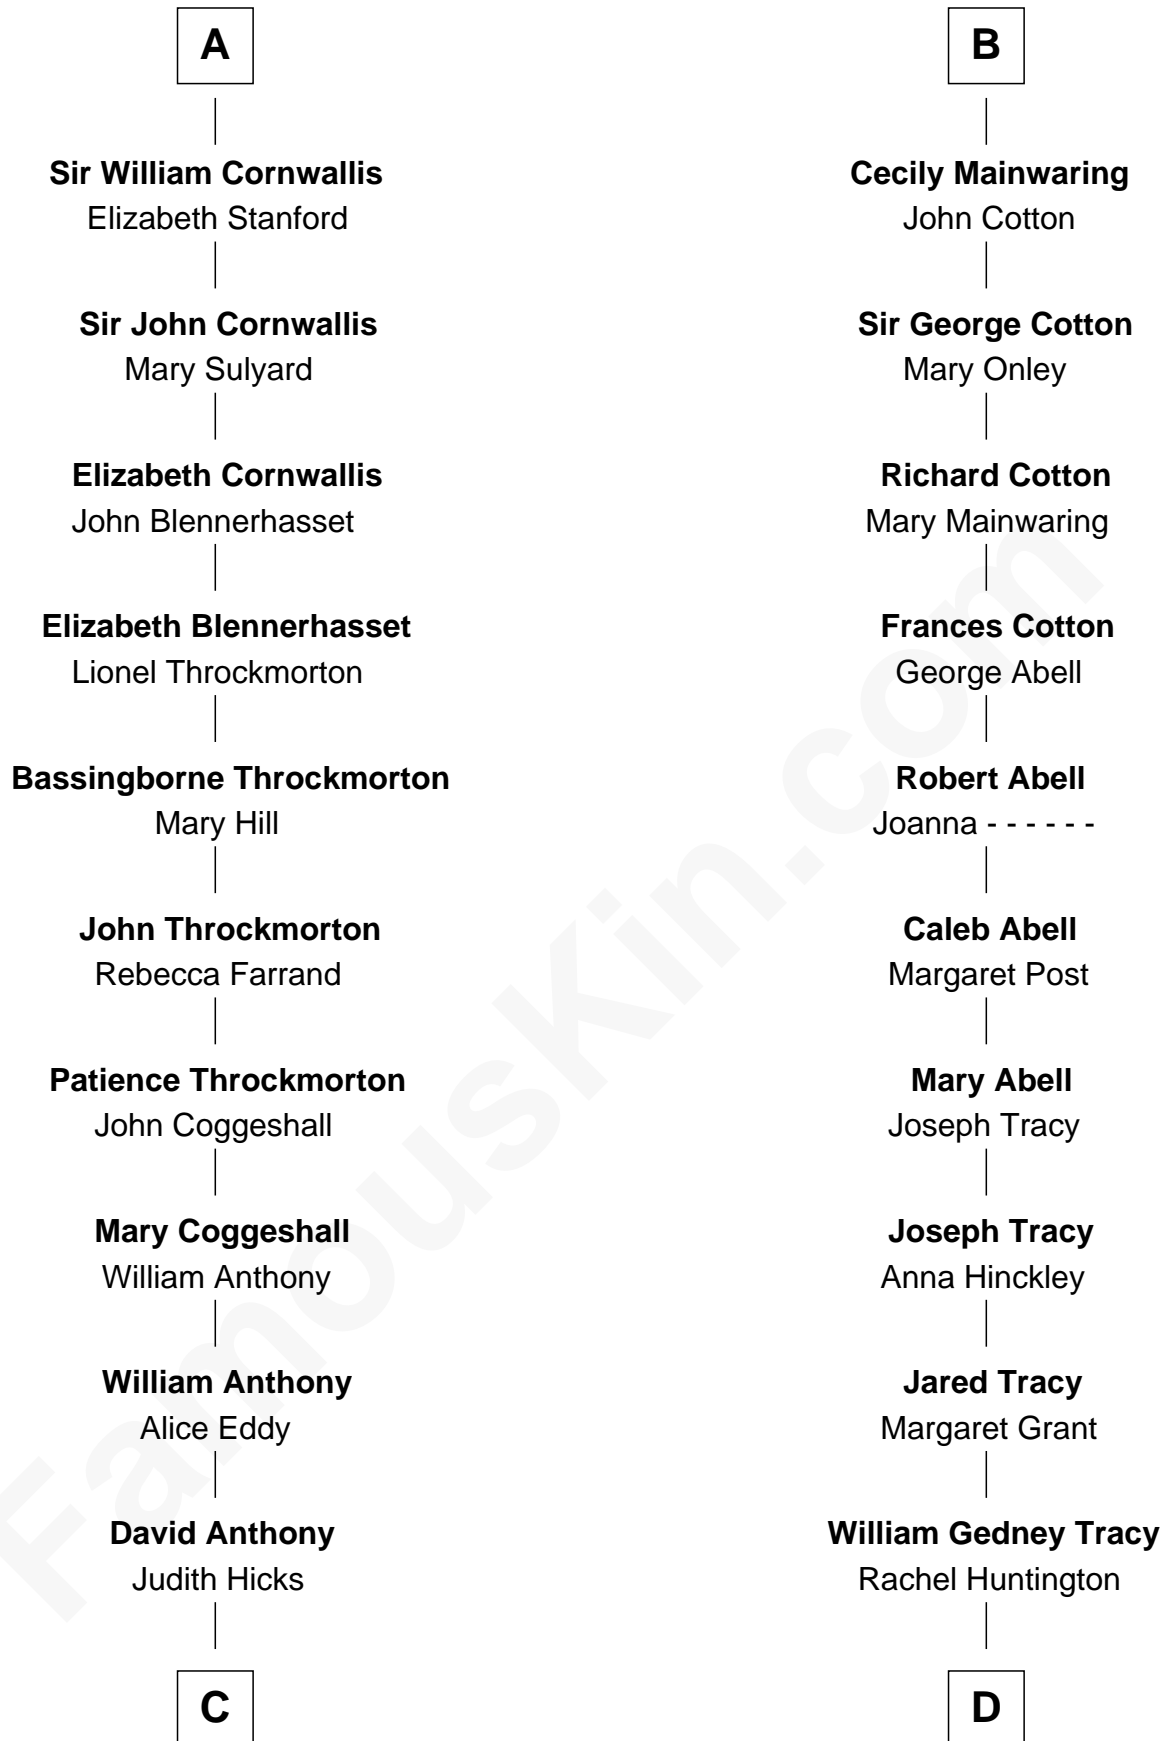 A
Sir William Cornwallis
Elizabeth Stanford
Sir John Cornwallis
Mary Sulyard
Elizabeth Cornwallis
John Blennerhasset
Elizabeth Blennerhasset
Lionel Throckmorton
Bassingborne Throckmorton
Mary Hill
John Throckmorton
Rebecca Farrand
Patience Throckmorton
John Coggeshall
Mary Coggeshall
William Anthony
William Anthony
Alice Eddy
David Anthony
Judith Hicks
C
B
Cecily Mainwaring
John Cotton
Sir George Cotton
Mary Onley
Richard Cotton
Mary Mainwaring
Frances Cotton
George Abell
Robert Abell
Joanna - - - - - -
Caleb Abell
Margaret Post
Mary Abell
Joseph Tracy
Joseph Tracy
Anna Hinckley
Jared Tracy
Margaret Grant
William Gedney Tracy
Rachel Huntington
D
FamousKin.com